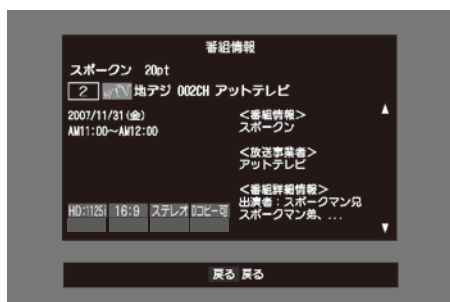 番組情報
スポークン 20pt
2 地デジ 002CH アットテレビ
2007/11/31(金)
AM11:00~AM12:00
<番組情報>
スポークン
<放送事業者>
アットテレビ
<番組詳細情報>
出演者:スポークマン兄
スポークマン弟、...
HD:1125i 16:9 ステレオ Dコピー可
戻る 戻る